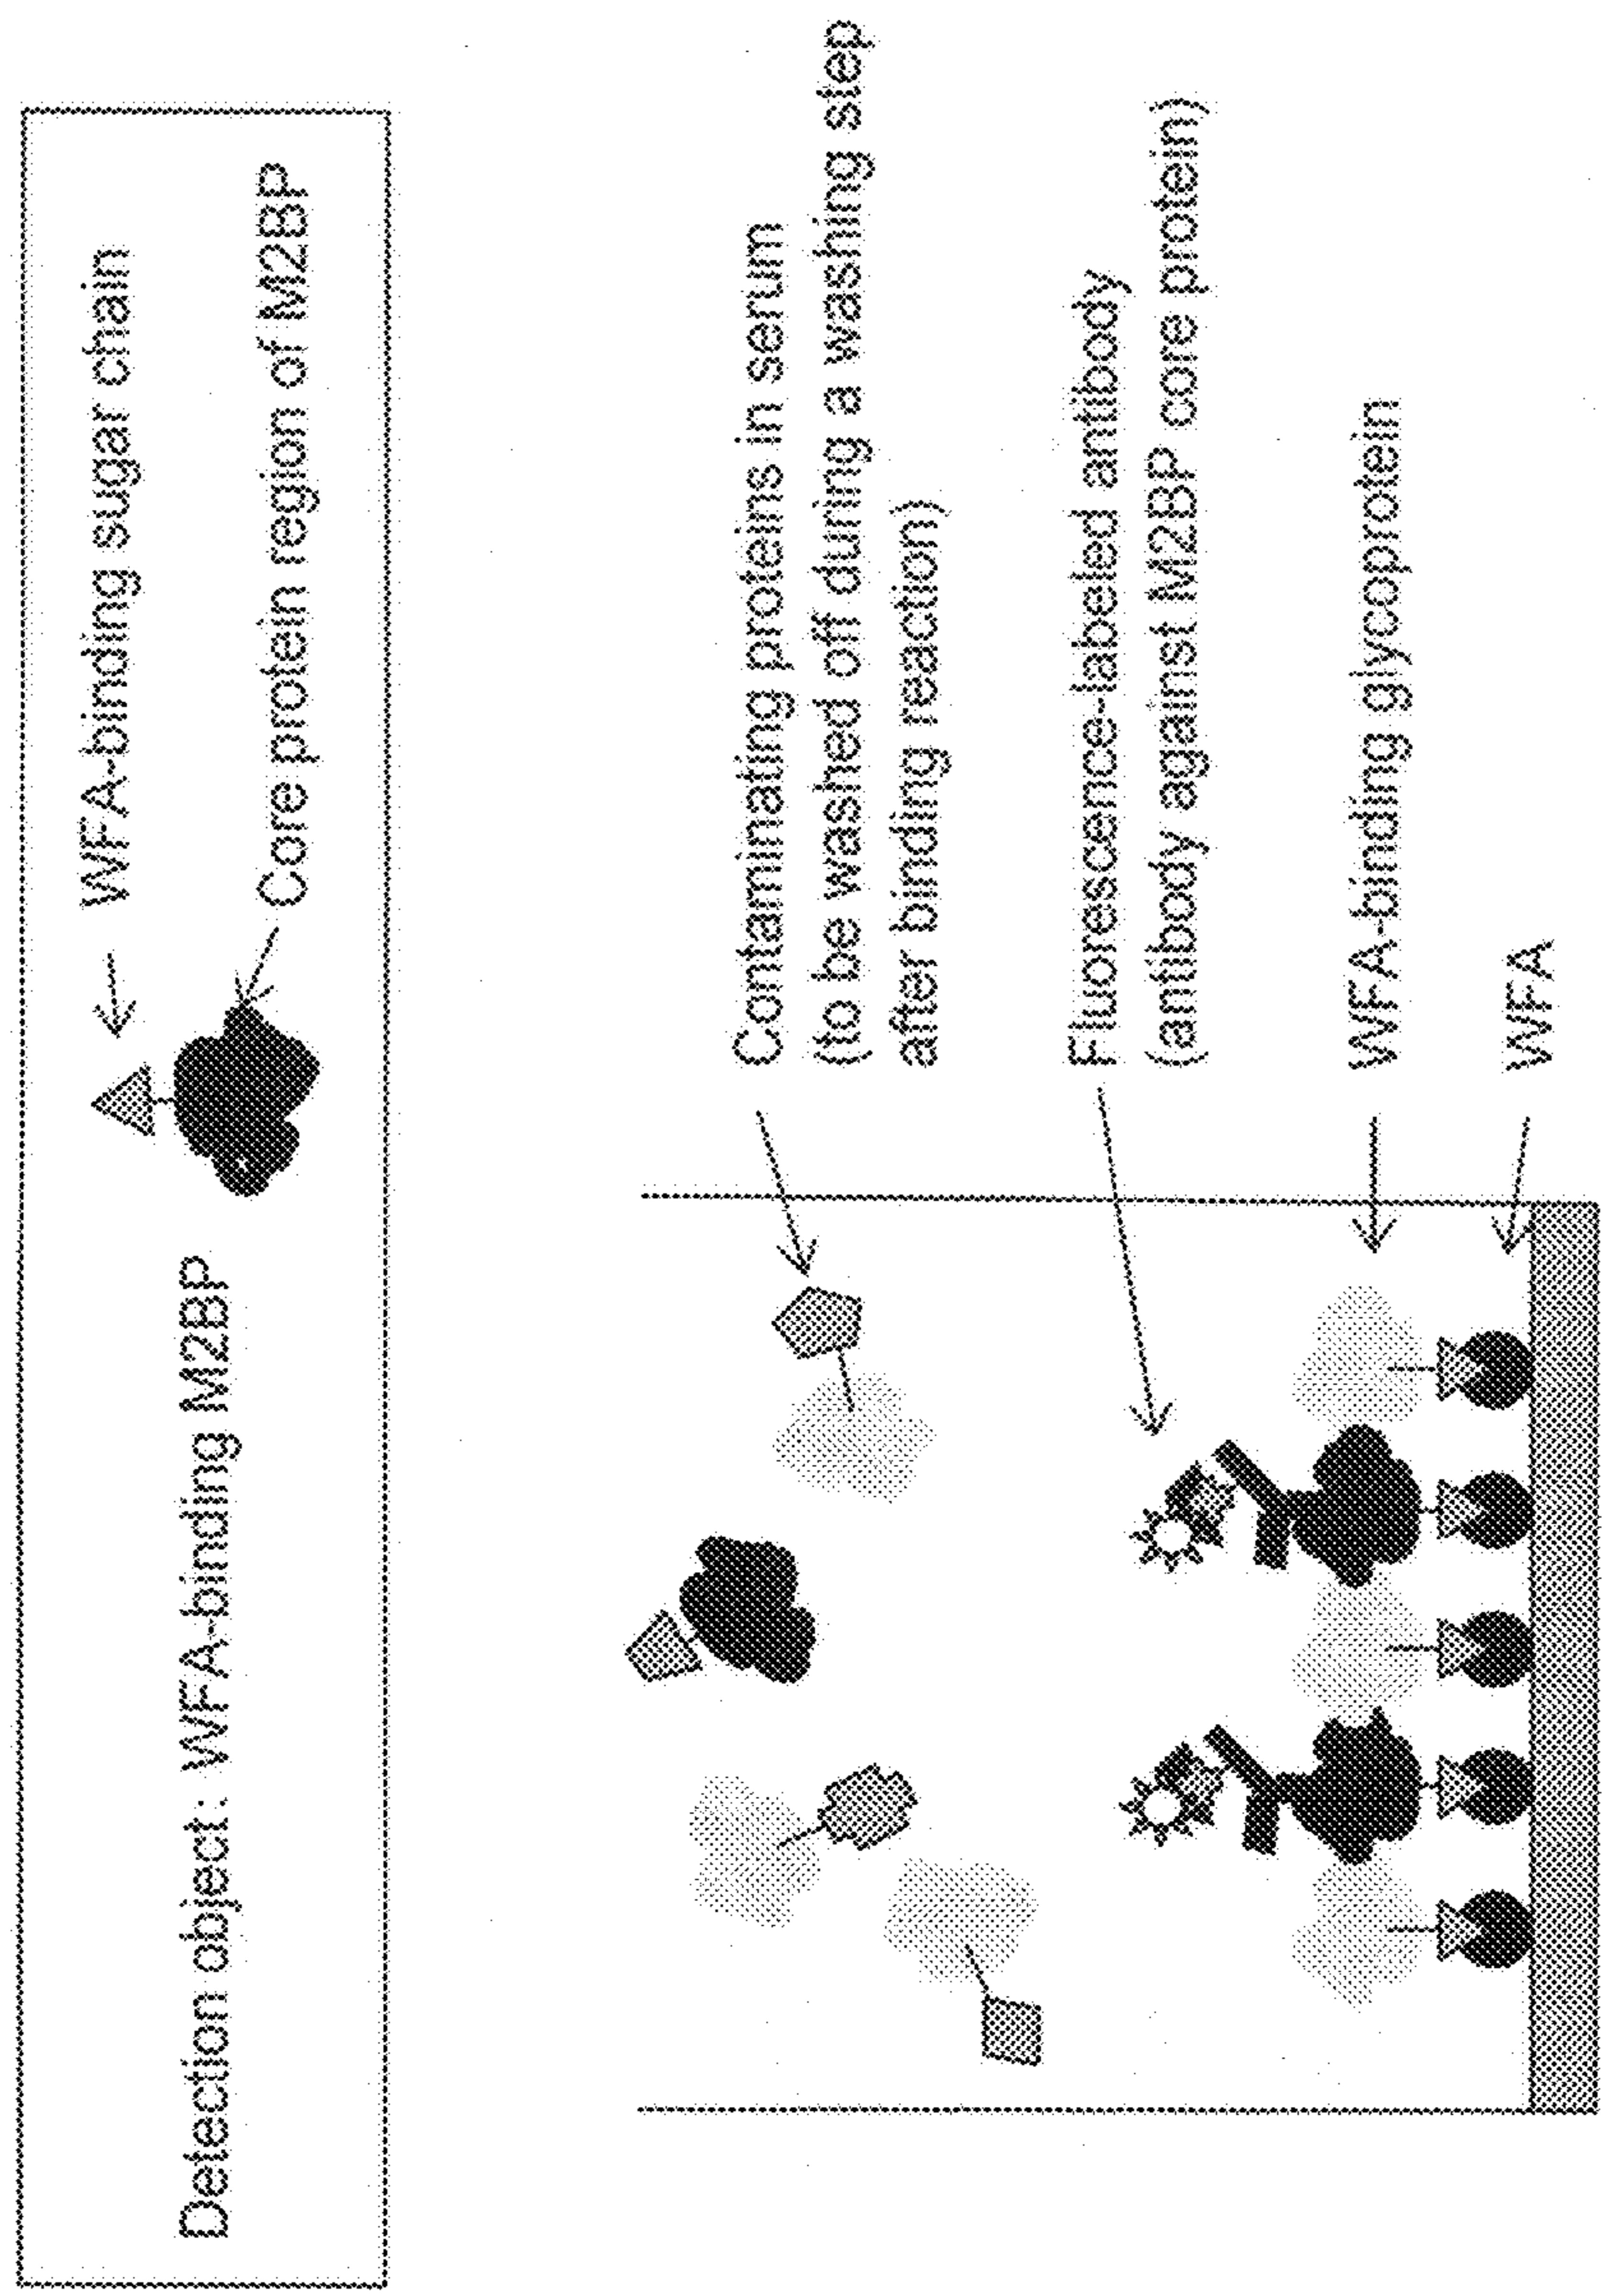 Detection object: WFA-binding M2BP
WFA-binding sugar chain
Core protein region of M2BP
Contaminating proteins in serum
(to be washed off during a washing step
after binding reaction)
Fluorescence-labeled antibody
(antibody against M2BP core protein)
WFA-binding glycoprotein
WFA